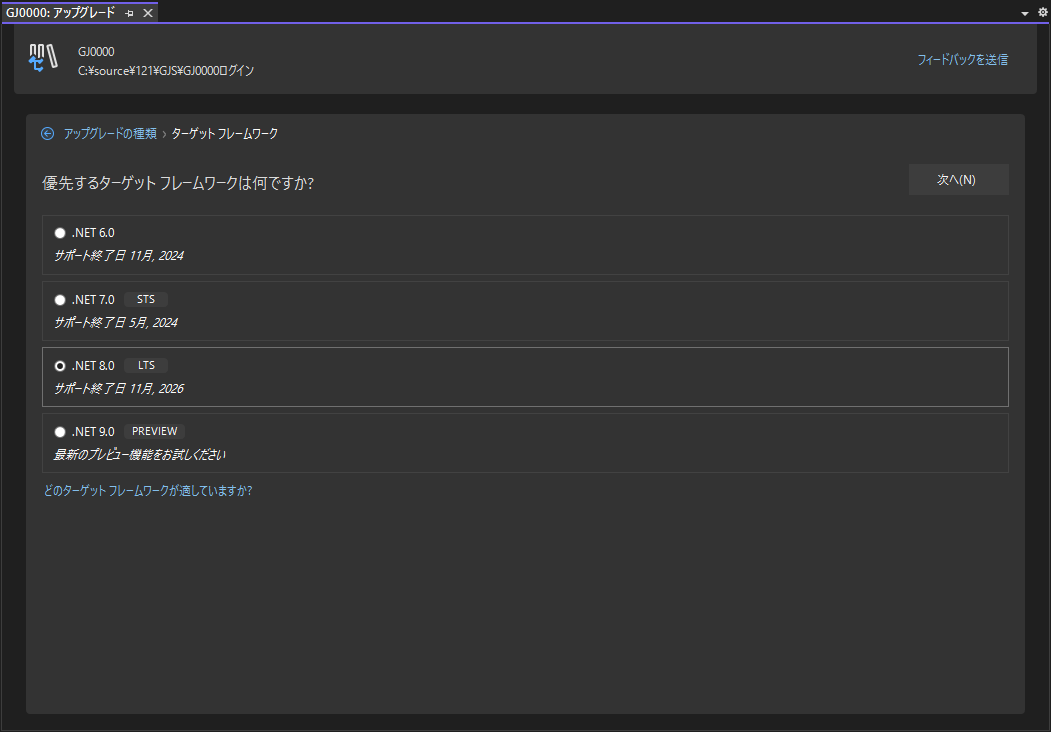 GJ0000: アップグレード
GJ0000
C:¥source¥121¥GJS¥GJ0000ログイン
フィードバックを送信
アップグレードの種類 › ターゲット フレームワーク
優先するターゲット フレームワークは何ですか?
次へ(N)
.NET 6.0
サポート終了日 11月, 2024
.NET 7.0 STS
サポート終了日 5月, 2024
.NET 8.0 LTS
サポート終了日 11月, 2026
.NET 9.0 PREVIEW
最新のプレビュー機能をお試しください
どのターゲット フレームワークが適していますか?